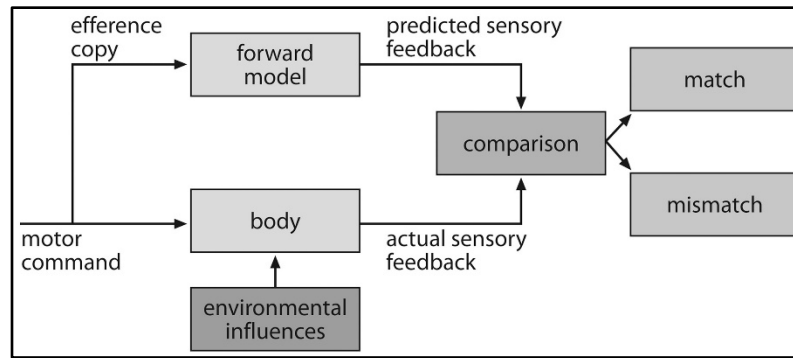 efference
copy
forward
model
predicted sensory
feedback
match
comparison
mismatch
motor
command
body
actual sensory
feedback
environmental
influences